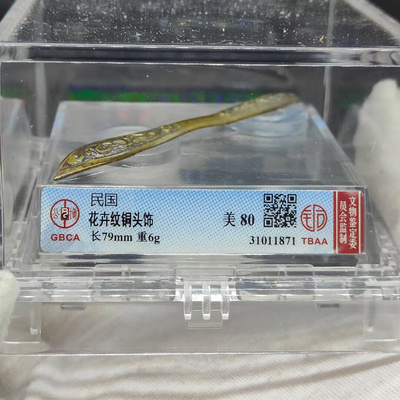 民国
花卉纹铜头饰
长79mm 重6g
GBCA
美 80
31011871
TBAA
文物鉴定委
员会监制